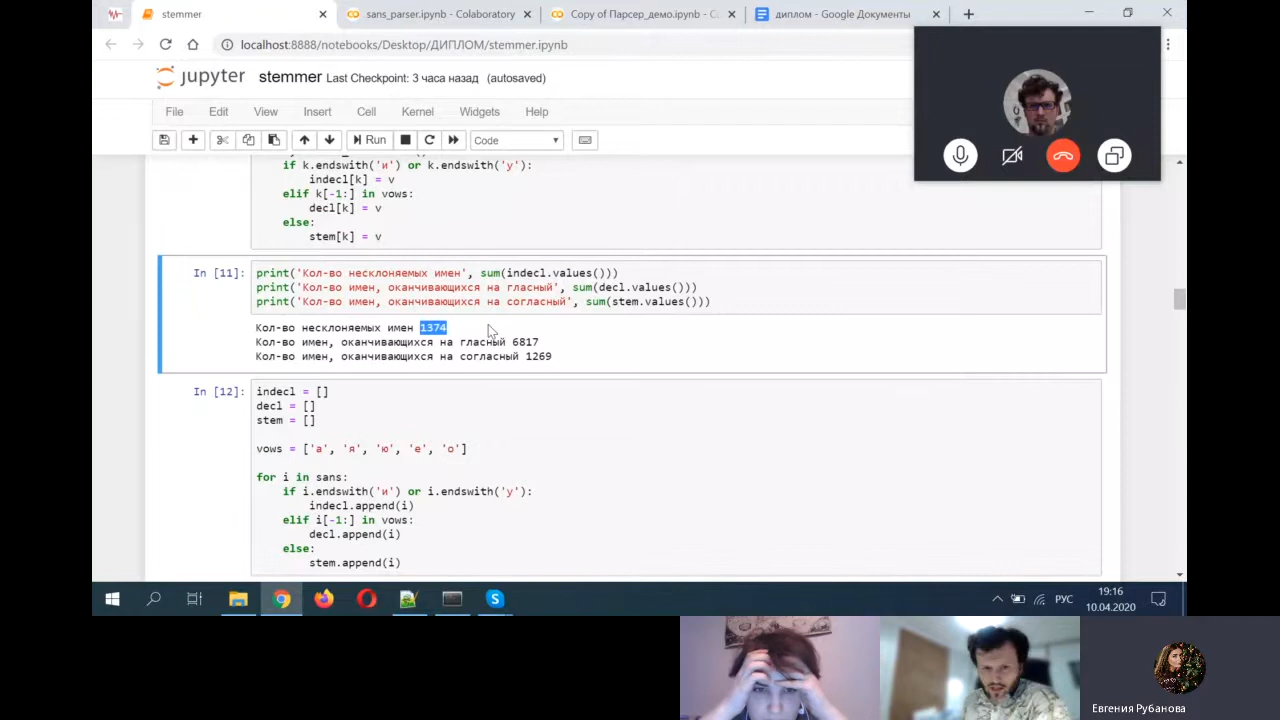 stemmer
sans_parser.ipynb - Colaboratory
Copy of Парсер_демо.ipynb - C
диплом - Google Документы
localhost:8888/notebooks/Desktop/ДИПЛОМ/stemmer.ipynb
jupyter stemmer Last Checkpoint: 3 часа назад (autosaved)
File Edit View Insert Cell Kernel Widgets Help
Run Code
if k.endswith('и') or k.endswith('у'):
indecl[k] = v
elif k[-1:] in vows:
decl[k] = v
else:
stem[k] = v
In [11]: print('Кол-во несклоняемых имен', sum(indecl.values()))
print('Кол-во имен, оканчивающихся на гласный', sum(decl.values()))
print('Кол-во имен, оканчивающихся на согласный', sum(stem.values()))
Кол-во несклоняемых имен 1374
Кол-во имен, оканчивающихся на гласный 6817
Кол-во имен, оканчивающихся на согласный 1269
In [12]: indecl = []
decl = []
stem = []
vows = ['а', 'я', 'ю', 'е', 'о']
for i in sans:
if i.endswith('и') or i.endswith('у'):
indecl.append(i)
elif i[-1:] in vows:
decl.append(i)
else:
stem.append(i)
РУС
19:16
10.04.2020
Евгения Рубанова